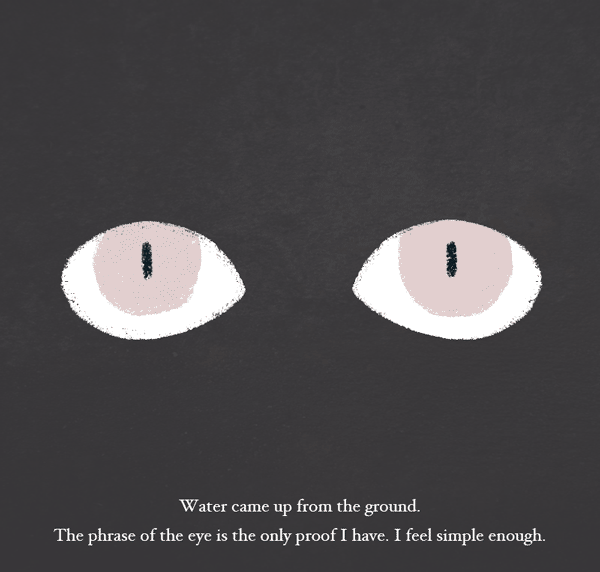 Water came up from the ground.
The phrase of the eye is the only proof I have. I feel simple enough.